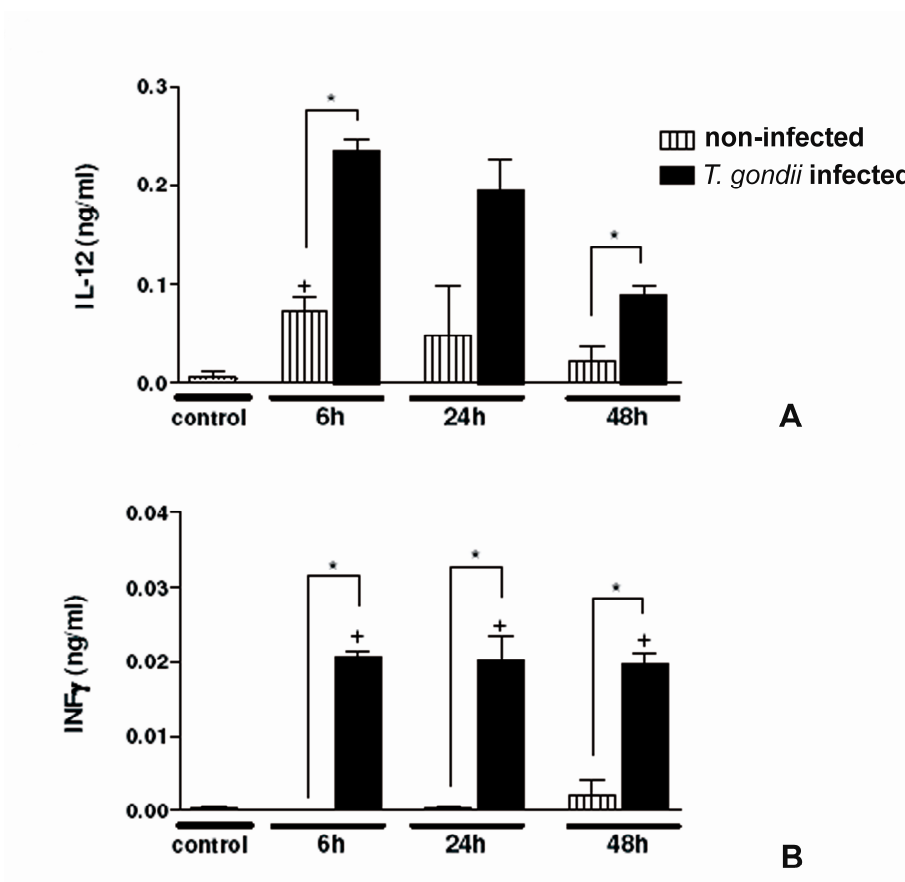 0.3
*
non-infected
T. gondii infected
0.2
*
IL-12 (ng/ml)
+
0.1
0.0
control 6h 24h 48h
A
0.04
*
*
*
0.03
+
+
+
INFγ (ng/ml)
0.02
0.01
0.00
control 6h 24h 48h
B